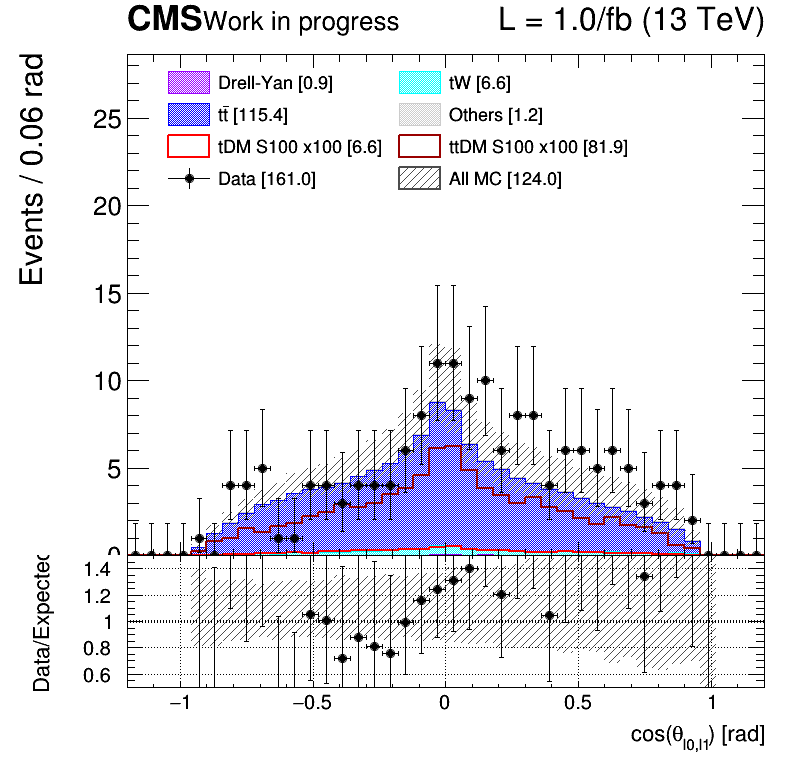 CMS Work in progress L = 1.0/fb (13 TeV)
Events / 0.06 rad
Drell-Yan [0.9] tW [6.6]
tt̄ [115.4] Others [1.2]
tDM S100 x100 [6.6] ttDM S100 x100 [81.9]
Data [161.0] All MC [124.0]
25
20
15
10
5
0
Data/Expected
1.4
1.2
1
0.8
0.6
−1 −0.5 0 0.5 1
cos(θl0,l1) [rad]